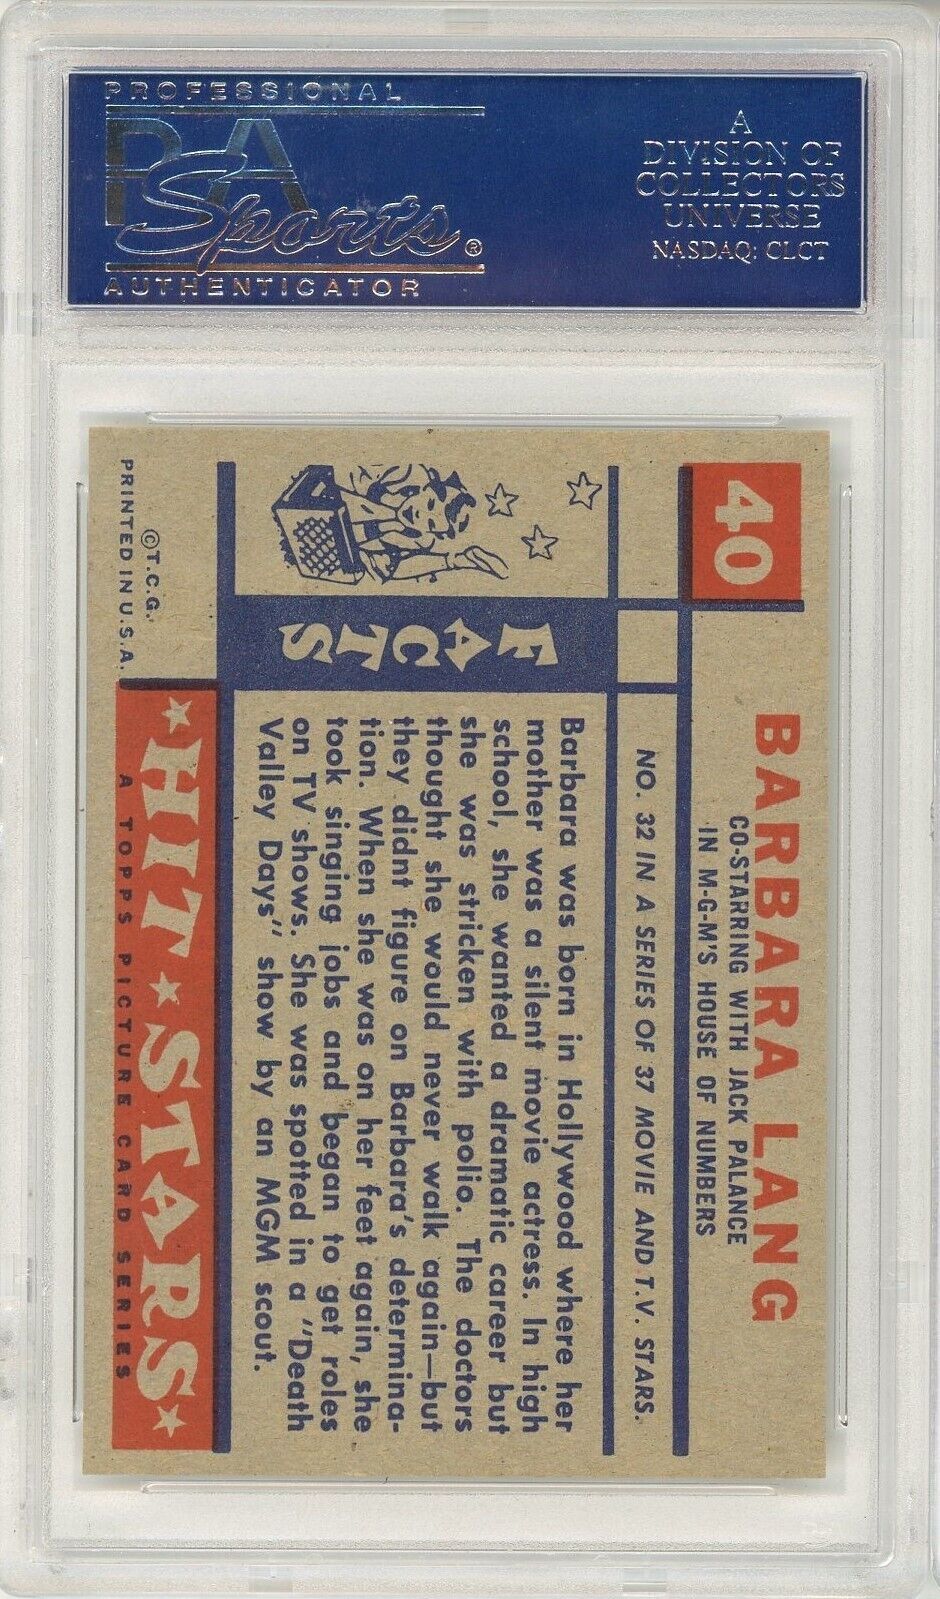 PROFESSIONAL
PSA
Sports®
AUTHENTICATOR
A
DIVISION OF
COLLECTORS
UNIVERSE
NASDAQ: CLCT
40
BARBARA LANG
CO-STARRING WITH JACK PALANCE
IN M-G-M'S HOUSE OF NUMBERS
NO. 32 IN A SERIES OF 37 MOVIE AND T.V. STARS.
FACTS
Barbara was born in Hollywood where her
mother was a silent movie actress. In high
school, she wanted a dramatic career but
she was stricken with polio. The doctors
thought she would never walk again—but
they didnt figure on Barbara's determina-
tion. When she was on her feet again, she
took singing jobs and began to get roles
on TV shows. She was spotted in a "Death
Valley Days" show by an MGM scout.
©T.C.G.
PRINTED IN U.S.A.
HIT STARS
A TOPPS PICTURE CARD SERIES